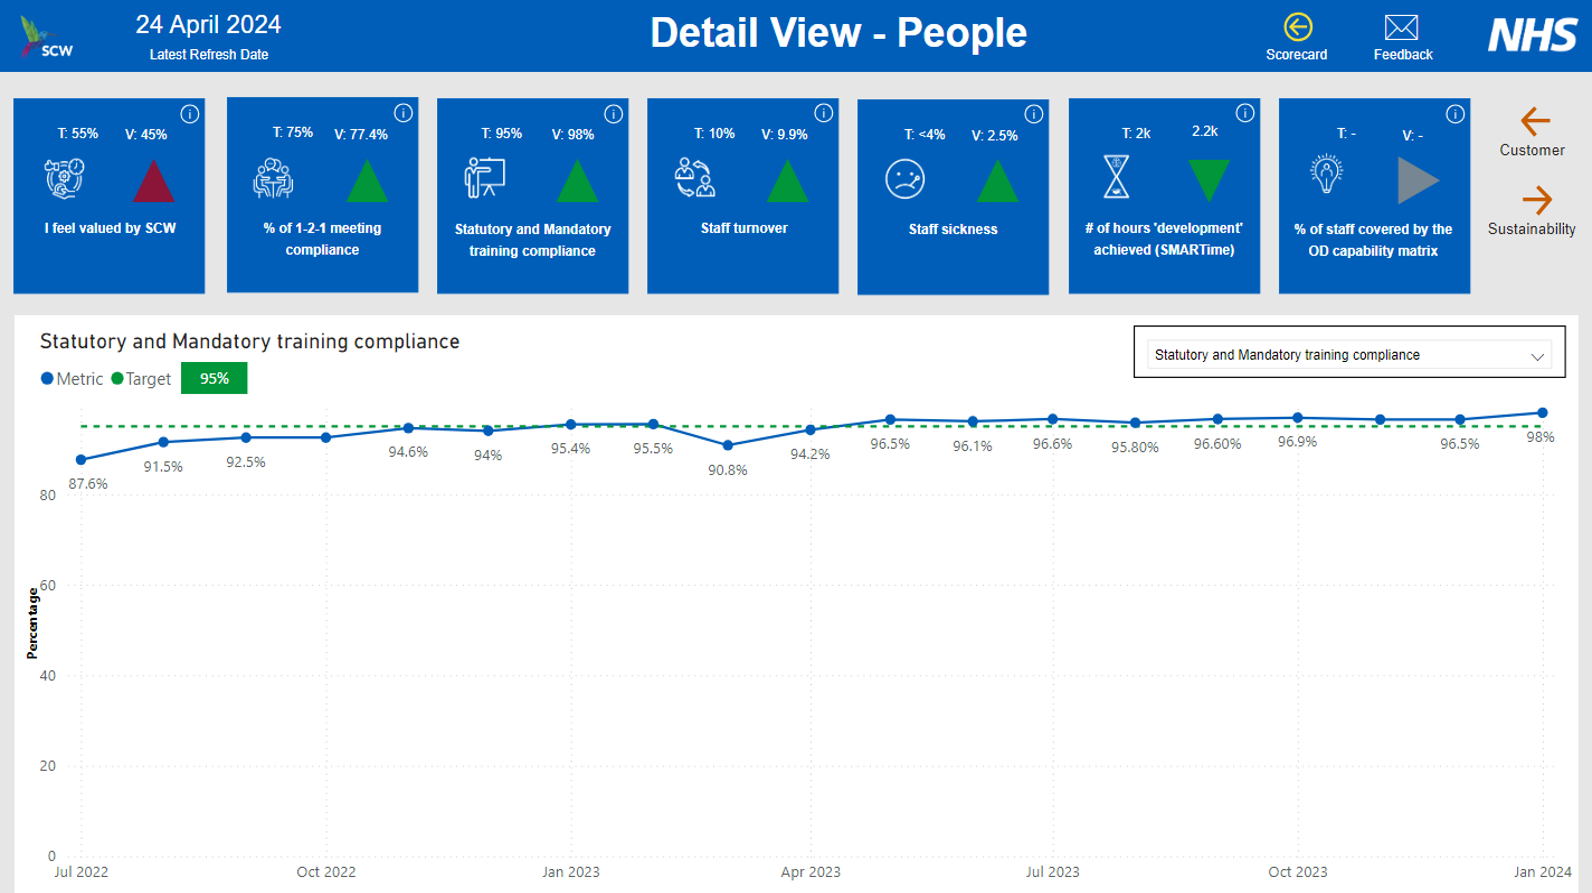 SCW
24 April 2024
Latest Refresh Date
Detail View - People
Scorecard
Feedback
NHS
T: 55% V: 45%
I feel valued by SCW
T: 75% V: 77.4%
% of 1-2-1 meeting
compliance
T: 95% V: 98%
Statutory and Mandatory
training compliance
T: 10% V: 9.9%
Staff turnover
T: <4% V: 2.5%
Staff sickness
T: 2k 2.2k
# of hours 'development'
achieved (SMARTime)
T: - V: -
% of staff covered by the
OD capability matrix
Customer
Sustainability
Statutory and Mandatory training compliance
Metric Target 95%
Statutory and Mandatory training compliance
87.6% 91.5% 92.5% 94.6% 94% 95.4% 95.5% 90.8% 94.2% 96.5% 96.1% 96.6% 95.80% 96.60% 96.9% 96.5% 98%
80
60
Percentage
40
20
0
Jul 2022 Oct 2022 Jan 2023 Apr 2023 Jul 2023 Oct 2023 Jan 2024